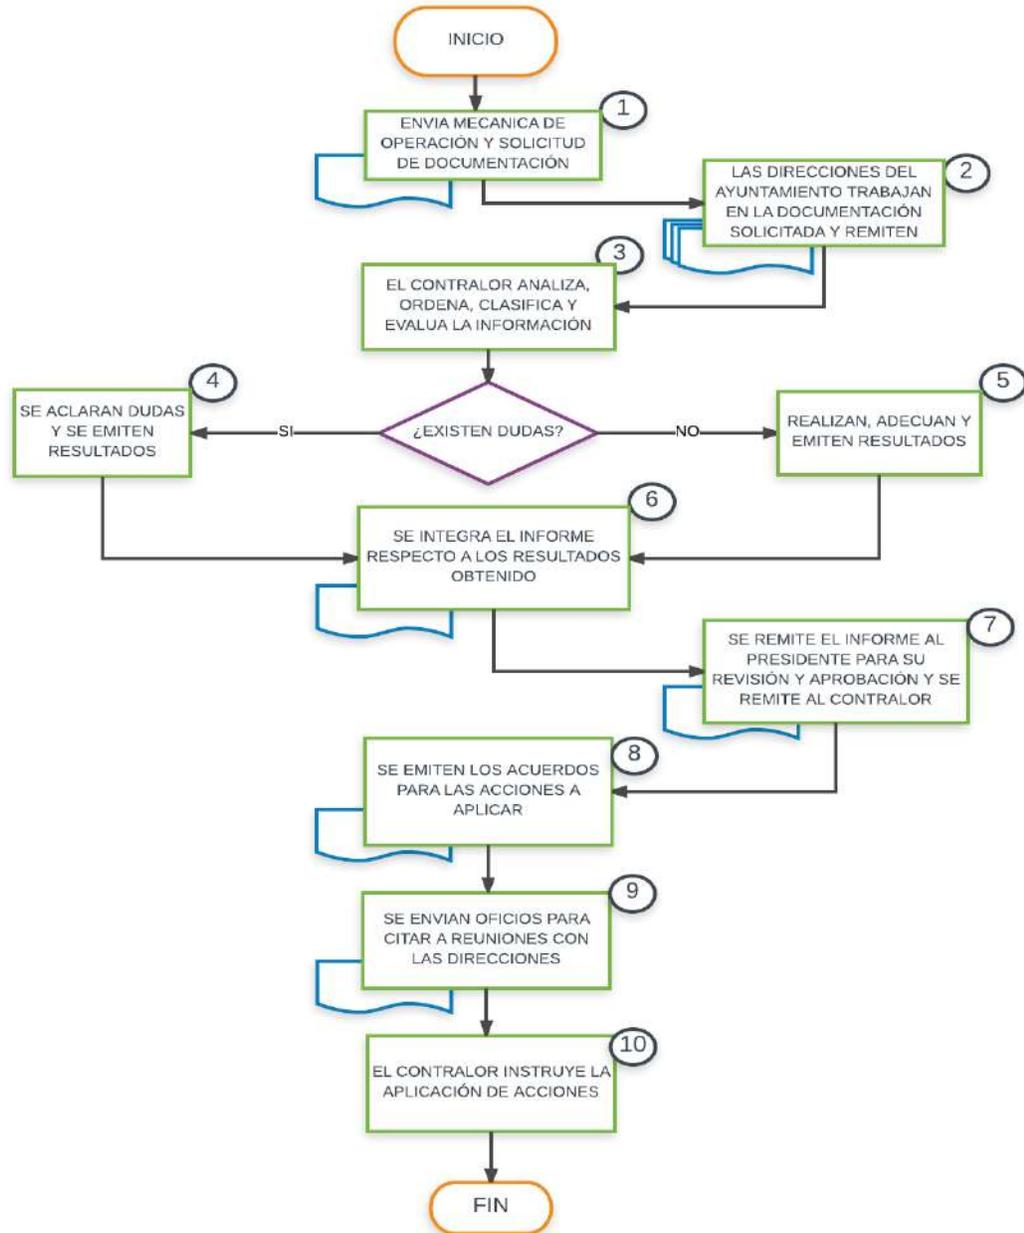 INICIO
1
ENVIA MECANICA DE
OPERACIÓN Y SOLICITUD
DE DOCUMENTACIÓN
2
LAS DIRECCIONES DEL
AYUNTAMIENTO TRABAJAN
EN LA DOCUMENTACIÓN
SOLICITADA Y REMITEN
3
EL CONTRALOR ANALIZA,
ORDENA, CLASIFICA Y
EVALUA LA INFORMACIÓN
4
SE ACLARAN DUDAS
Y SE EMITEN
RESULTADOS
SI
¿EXISTEN DUDAS?
NO
5
REALIZAN, ADECUAN Y
EMITEN RESULTADOS
6
SE INTEGRA EL INFORME
RESPECTO A LOS RESULTADOS
OBTENIDO
7
SE REMITE EL INFORME AL
PRESIDENTE PARA SU
REVISIÓN Y APROBACIÓN Y SE
REMITE AL CONTRALOR
8
SE EMITEN LOS ACUERDOS
PARA LAS ACCIONES A
APLICAR
9
SE ENVIAN OFICIOS PARA
CITAR A REUNIONES CON
LAS DIRECCIONES
10
EL CONTRALOR INSTRUYE LA
APLICACIÓN DE ACCIONES
FIN